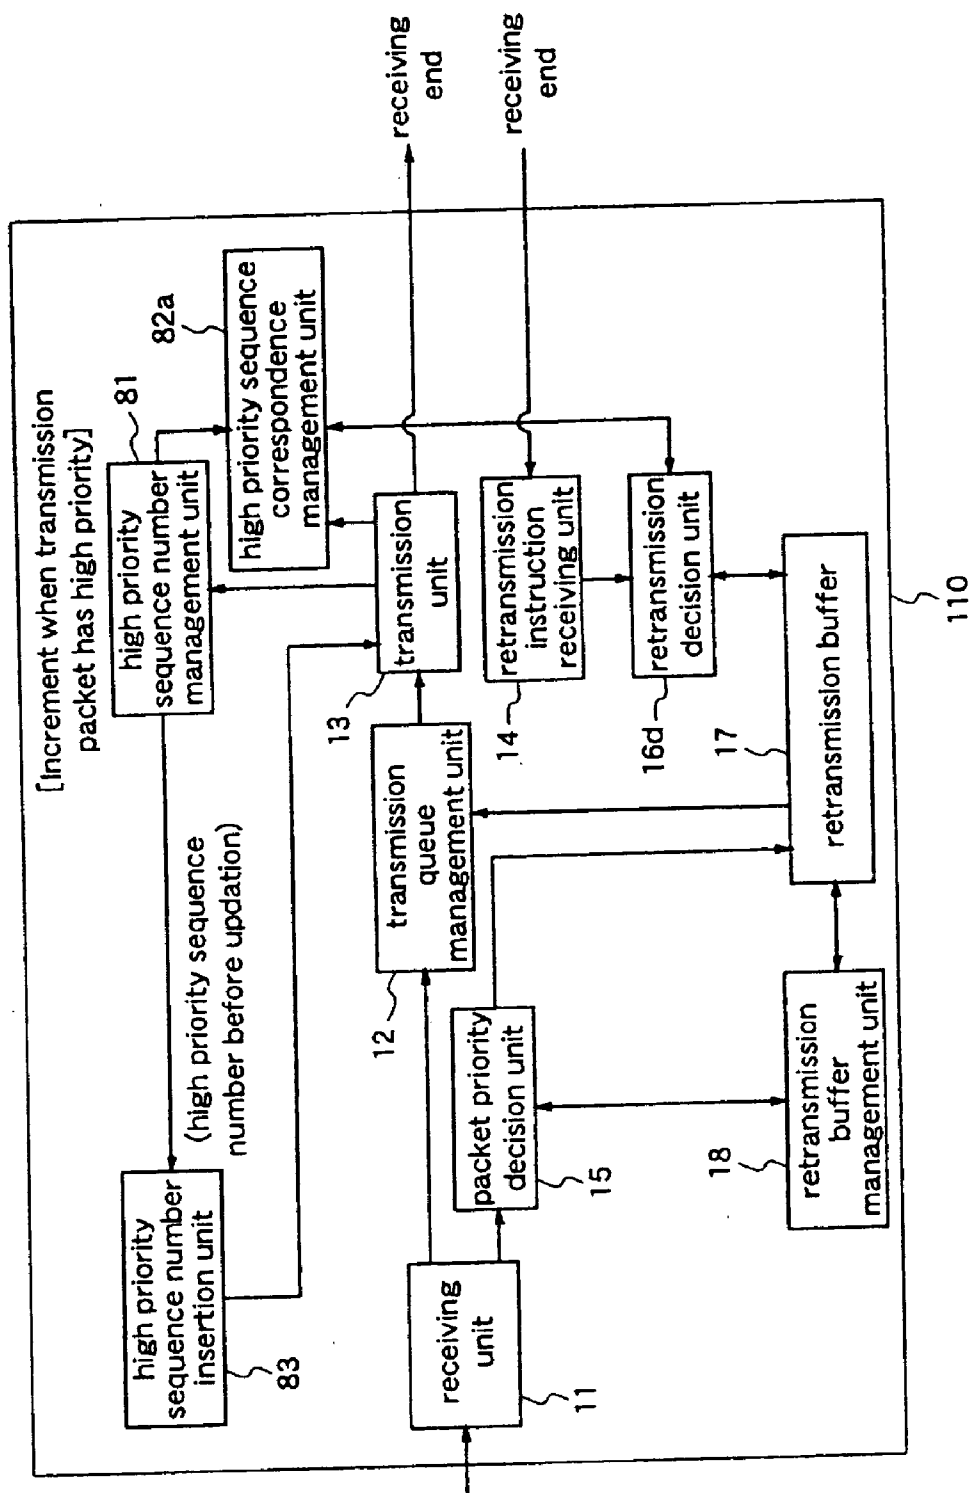 [Increment when transmission
packet has high priority]
high priority
sequence number
insertion unit
83
(high priority sequence
number before updation)
high priority
sequence number
management unit
81
82a
high priority sequence
correspondence
management unit
receiving
unit
11
transmission
queue
management unit
12
transmission
unit
13
receiving
end
packet priority
decision unit
15
retransmission
instruction
receiving unit
14
receiving
end
retransmission
decision unit
16d
retransmission
buffer
management unit
18
retransmission buffer
17
110